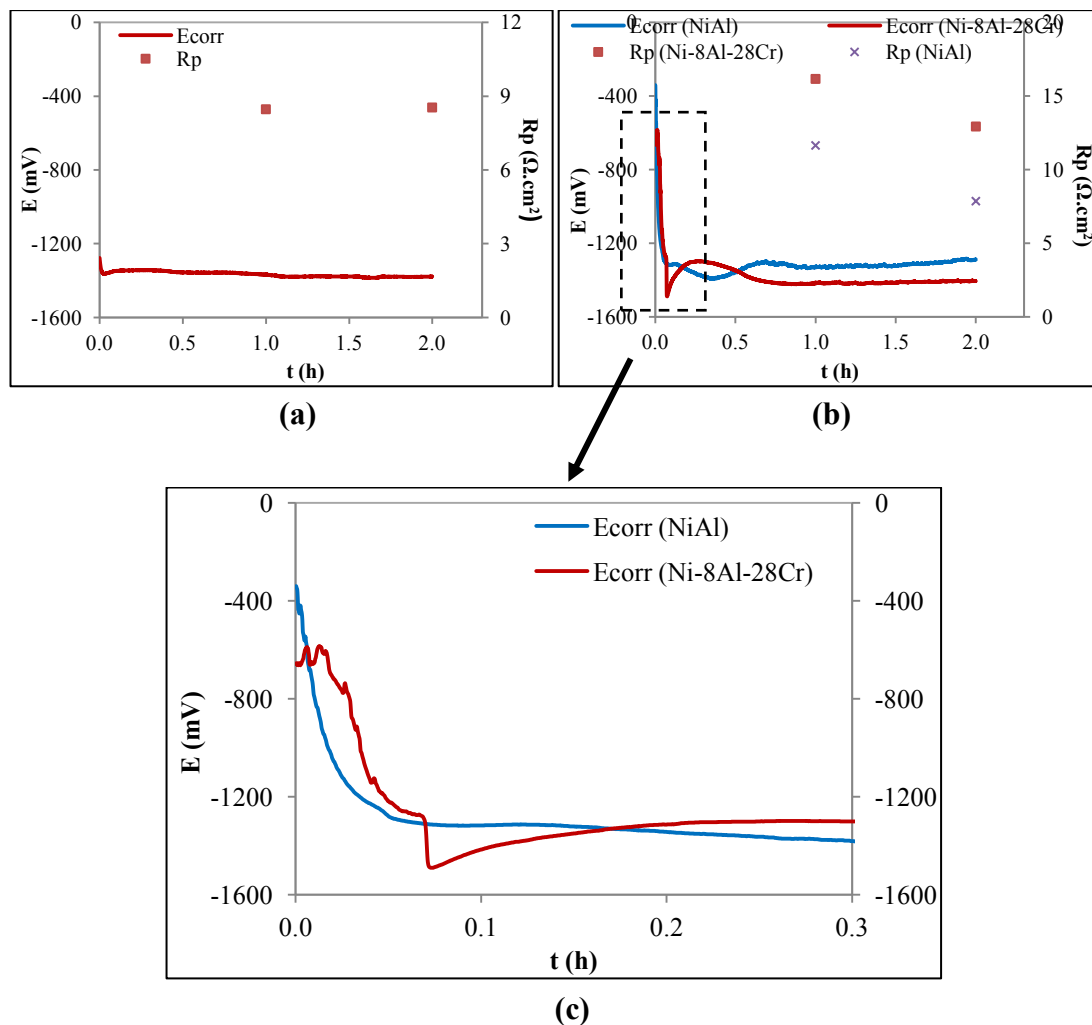 0
-400
-800
-1200
-1600
E (mV)
Ecorr
Rp
12
9
6
3
0
Rp (Ω.cm²)
0.0 0.5 1.0 1.5 2.0
t (h)
(a)
0
-400
-800
-1200
-1600
E (mV)
Ecorr (NiAl) Ecorr (Ni-8Al-28Cr)
Rp (Ni-8Al-28Cr) Rp (NiAl)
20
15
10
5
0
Rp (Ω.cm²)
0.0 0.5 1.0 1.5 2.0
t (h)
(b)
0
-400
-800
-1200
-1600
E (mV)
Ecorr (NiAl)
Ecorr (Ni-8Al-28Cr)
0
-400
-800
-1200
-1600
0.0 0.1 0.2 0.3
t (h)
(c)